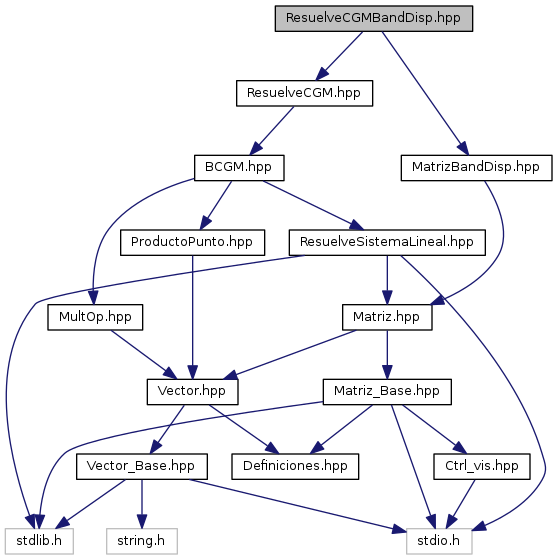 ResuelveCGMBandDisp.hpp
ResuelveCGM.hpp
BCGM.hpp
MatrizBandDisp.hpp
ProductoPunto.hpp
ResuelveSistemaLineal.hpp
MultOp.hpp
Matriz.hpp
Vector.hpp
Matriz_Base.hpp
Vector_Base.hpp
Definiciones.hpp
Ctrl_vis.hpp
stdlib.h
string.h
stdio.h